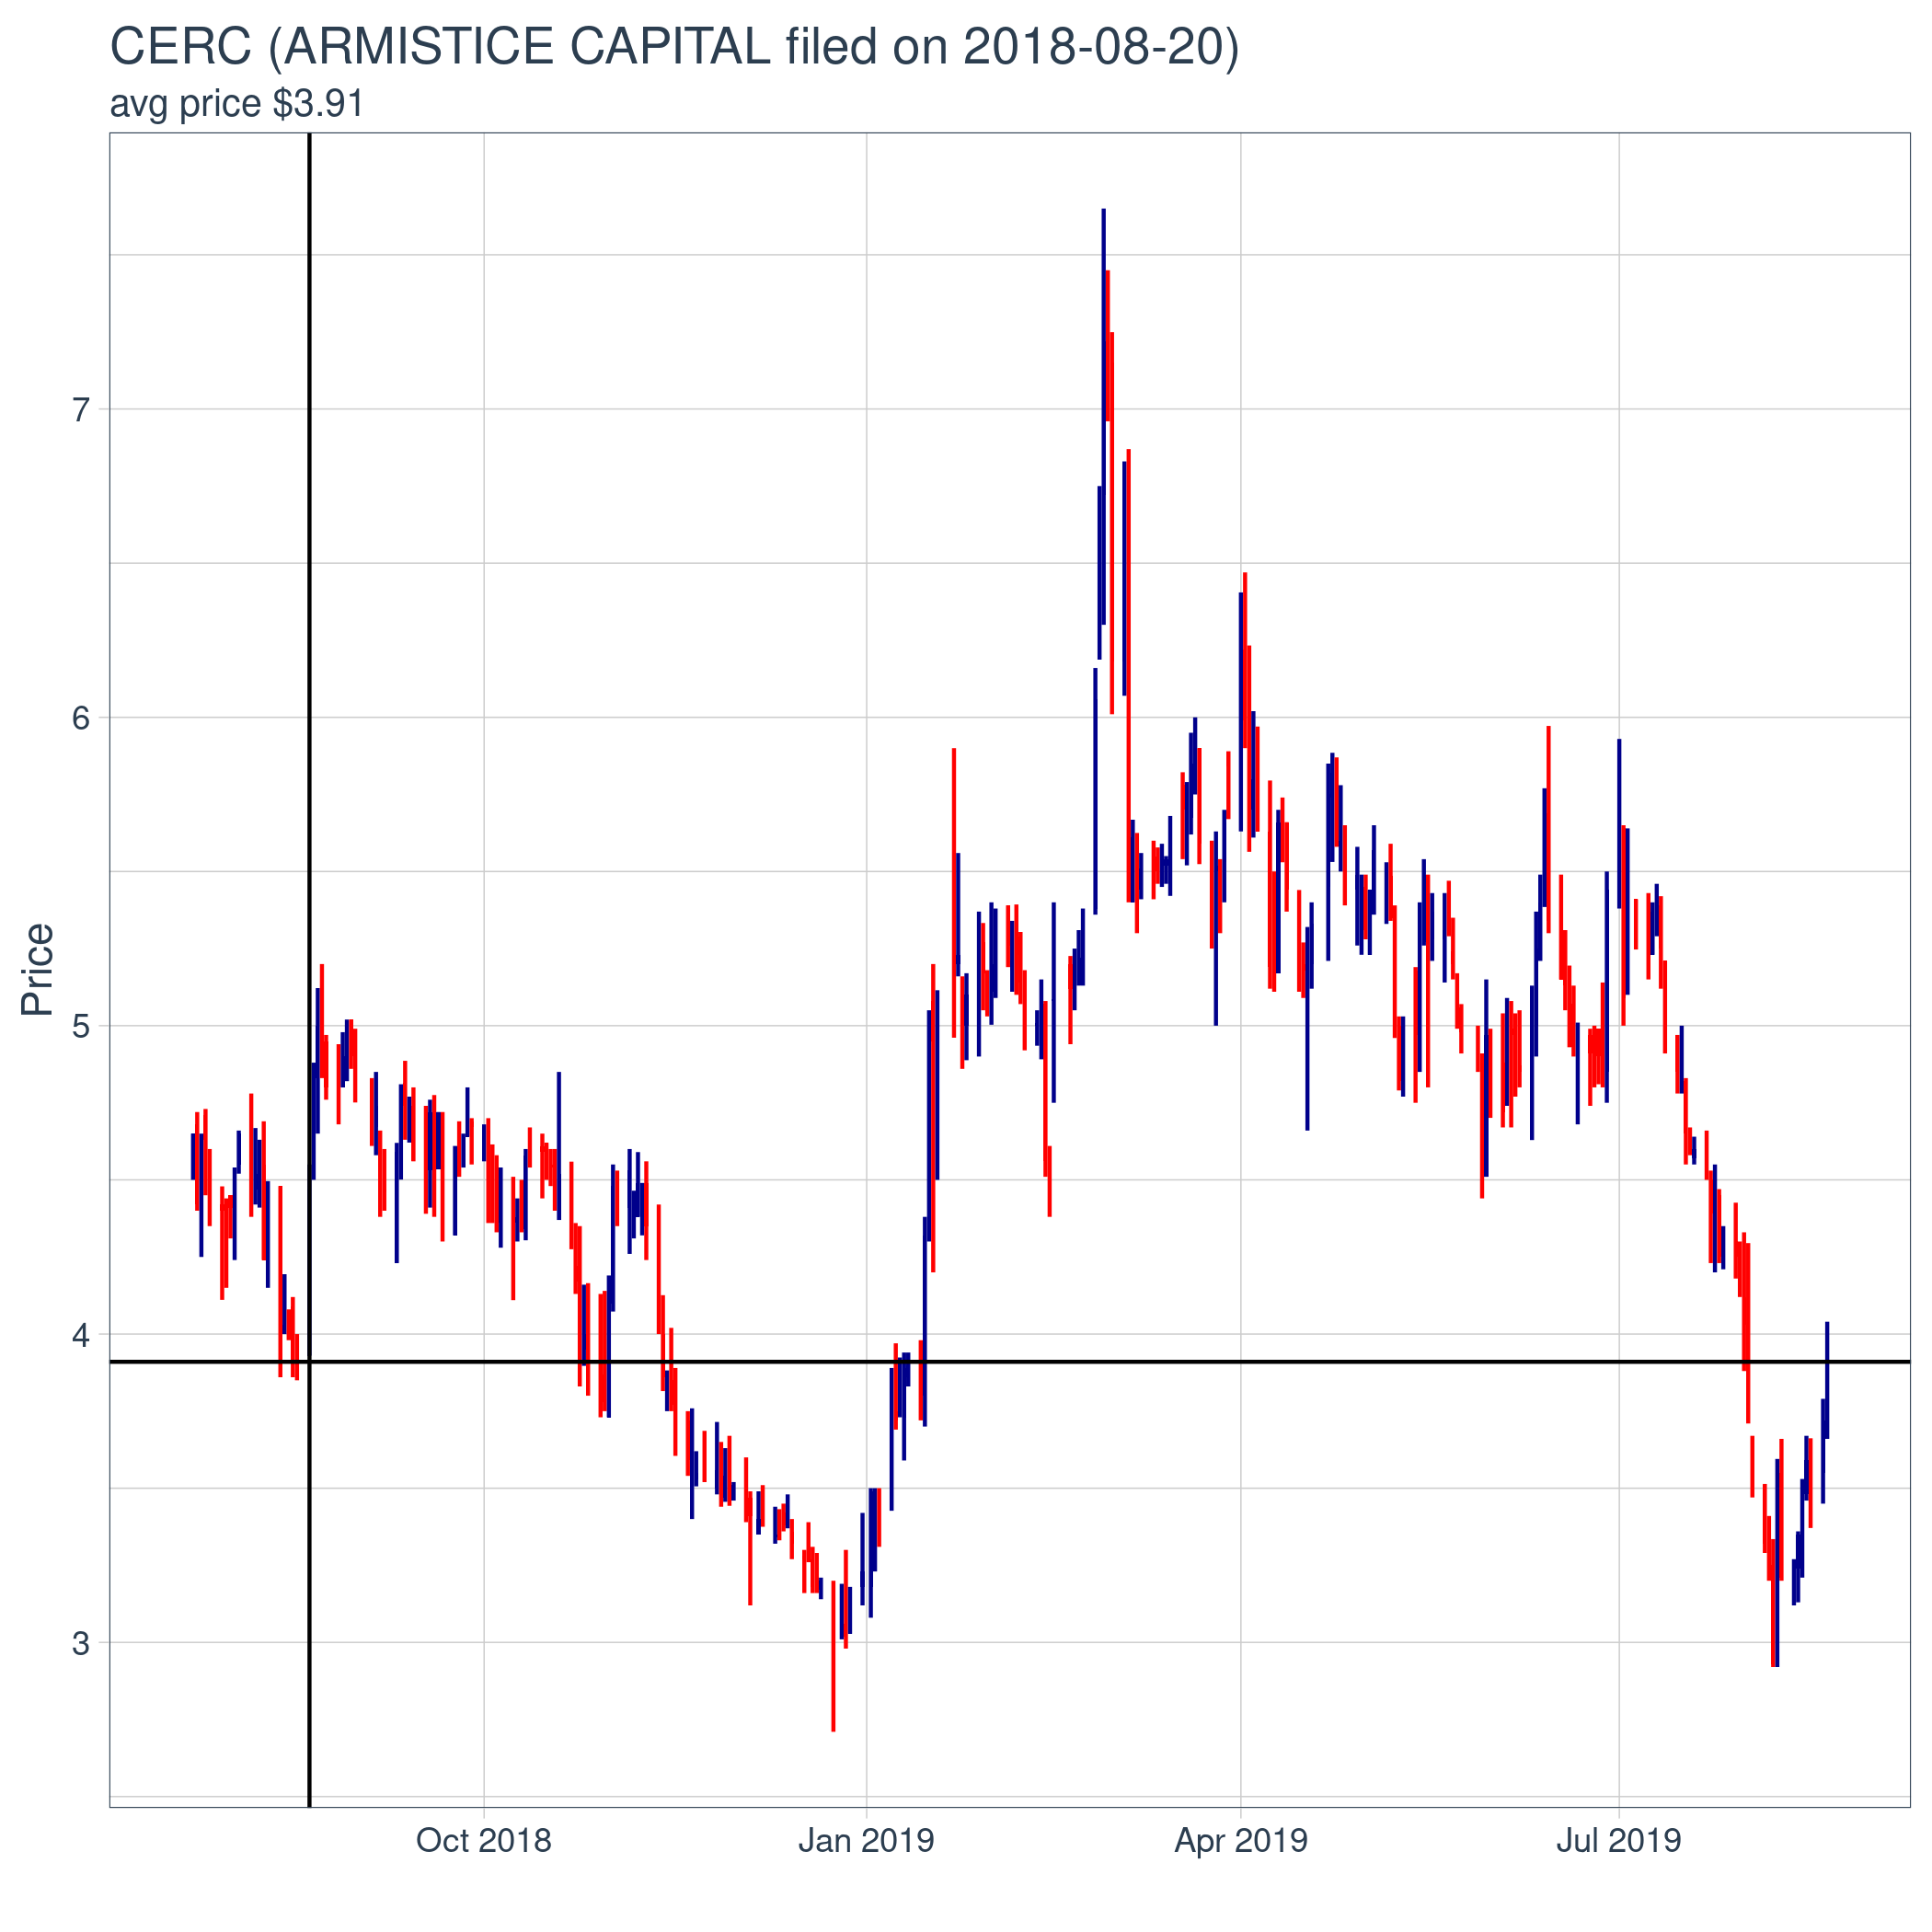 CERC (ARMISTICE CAPITAL filed on 2018-08-20)
avg price $3.91
Price
7
6
5
4
3
Oct 2018
Jan 2019
Apr 2019
Jul 2019